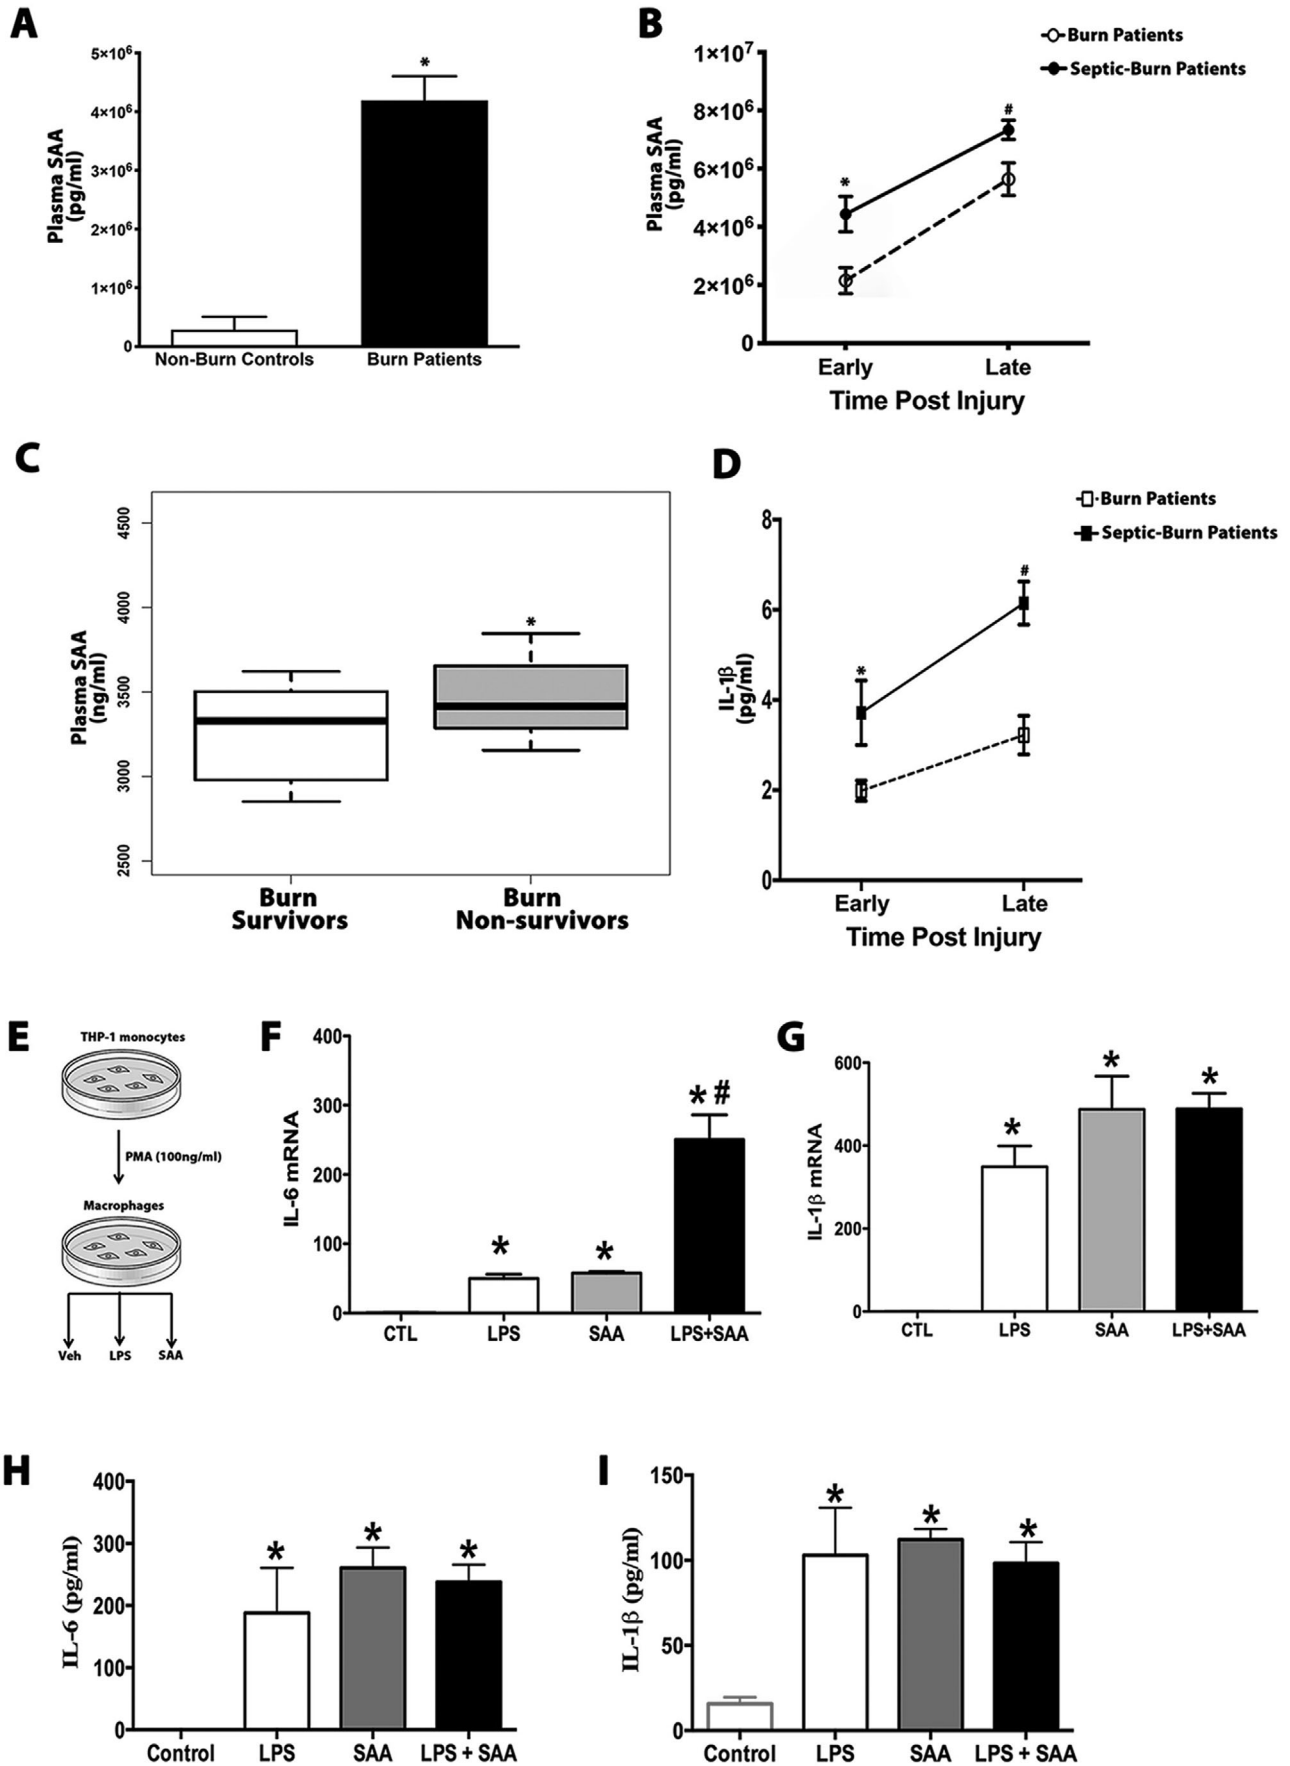 A
5×10⁶
4×10⁶
3×10⁶
2×10⁶
1×10⁶
0
Plasma SAA
(pg/ml)
*
Non-Burn Controls
Burn Patients
B
Burn Patients
Septic-Burn Patients
1×10⁷
8×10⁶
6×10⁶
4×10⁶
2×10⁶
0
Plasma SAA
(pg/ml)
*
#
Early
Late
Time Post Injury
C
4500
4000
3500
3000
2500
Plasma SAA
(ng/ml)
*
Burn
Survivors
Burn
Non-survivors
D
Burn Patients
Septic-Burn Patients
8
6
4
2
0
IL-1β
(pg/ml)
*
#
Early
Late
Time Post Injury
E
THP-1 monocytes
PMA (100ng/ml)
Macrophages
Veh
LPS
SAA
F
400
300
200
100
0
IL-6 mRNA
*
*
* #
CTL
LPS
SAA
LPS+SAA
G
600
400
200
0
IL-1β mRNA
*
*
*
CTL
LPS
SAA
LPS+SAA
H
400
300
200
100
0
IL-6 (pg/ml)
*
*
*
Control
LPS
SAA
LPS + SAA
I
150
100
50
0
IL-1β (pg/ml)
*
*
*
Control
LPS
SAA
LPS + SAA